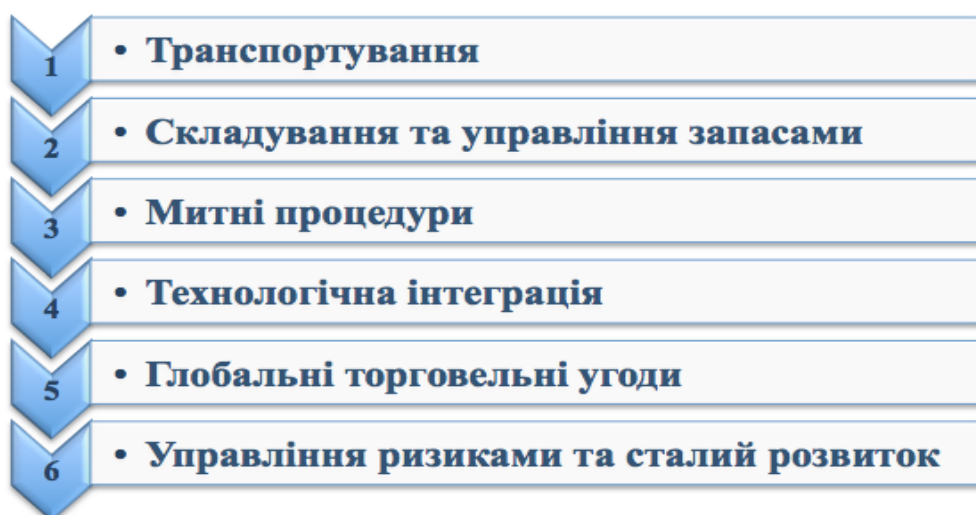 1 • Транспортування
2 • Складування та управління запасами
3 • Митні процедури
4 • Технологічна інтеграція
5 • Глобальні торговельні угоди
6 • Управління ризиками та сталий розвиток